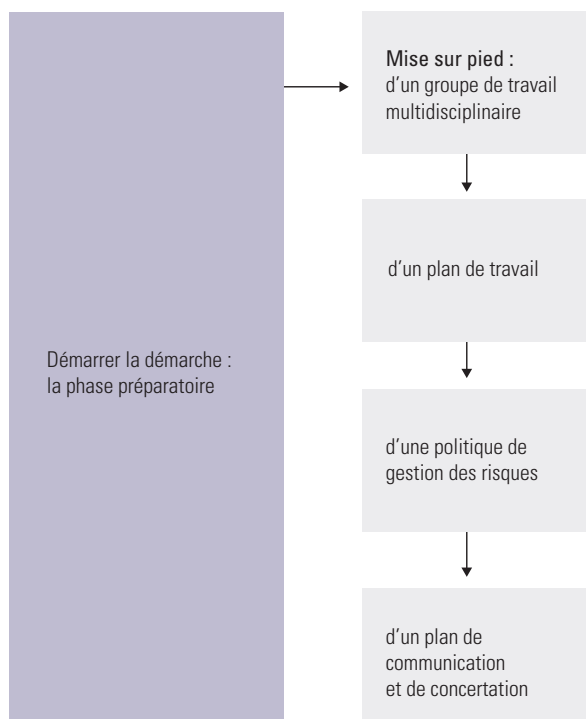 Démarrer la démarche :
la phase préparatoire
Mise sur pied :
d'un groupe de travail
multidisciplinaire
d'un plan de travail
d'une politique de
gestion des risques
d'un plan de
communication
et de concertation